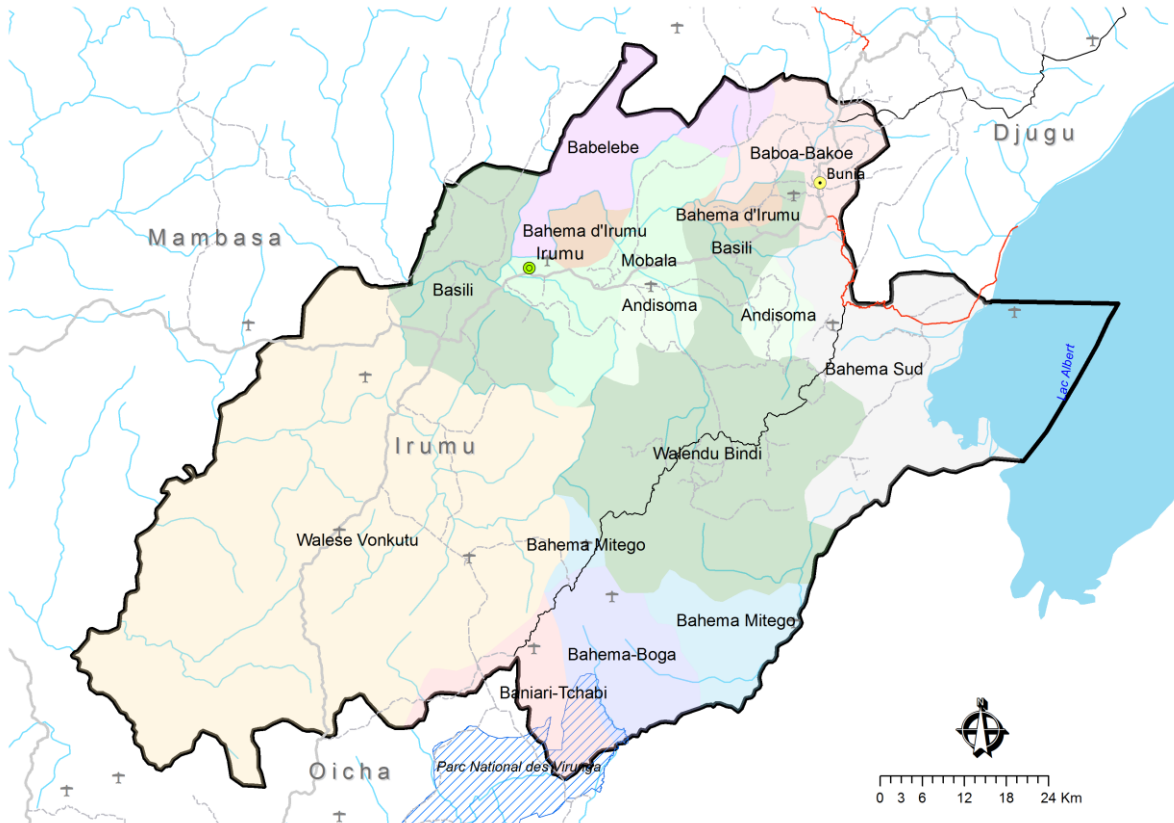 Djugu
Babelebe
Baboa-Bakoe
Bunia
Mambasa
Bahema d'Irumu
Bahema d'Irumu
Irumu
Mobala
Basili
Basili
Andisoma
Andisoma
Bahema Sud
Lac Albert
Irumu
Walendu Bindi
Walese Vonkutu
Bahema Mitego
Bahema Mitego
Bahema-Boga
Baniari-Tchabi
Oicha
Parc National des Virunga
N
0 3 6 12 18 24 Km